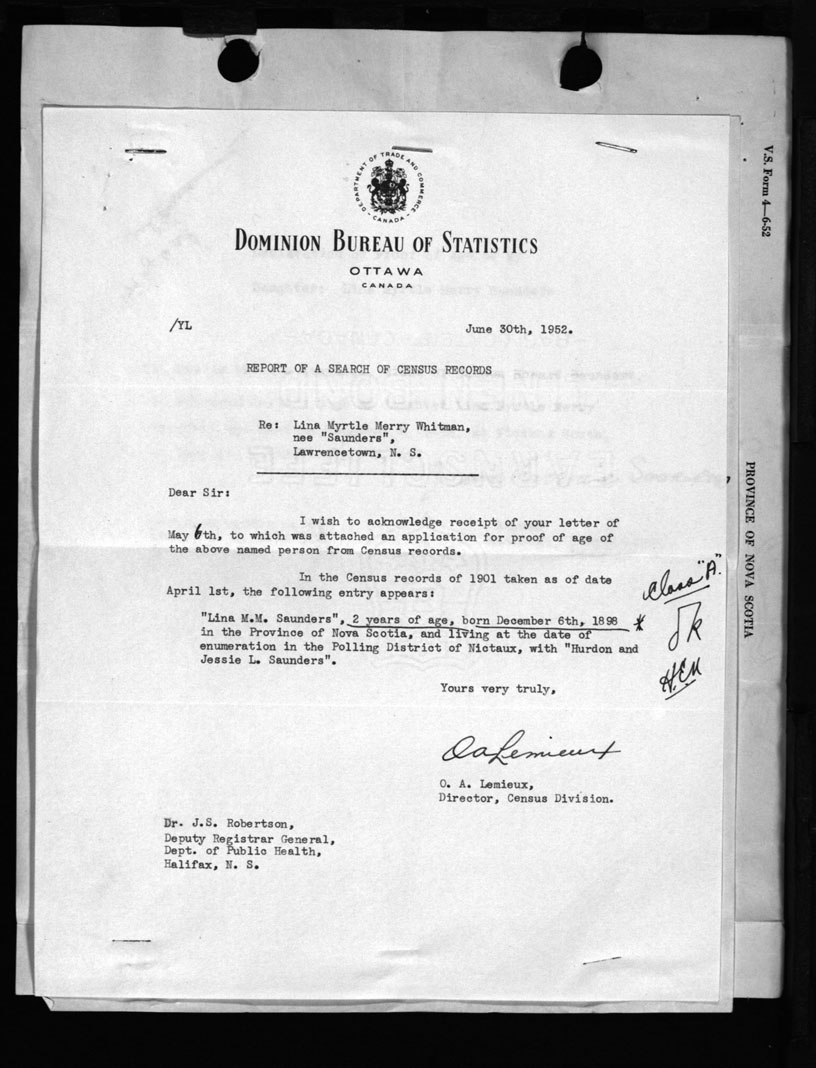 DEPARTMENT OF TRADE AND COMMERCE
- CANADA -
DOMINION BUREAU OF STATISTICS
OTTAWA
CANADA
/YL
June 30th, 1952.
REPORT OF A SEARCH OF CENSUS RECORDS
Re: Lina Myrtle Merry Whitman,
nee "Saunders",
Lawrencetown, N. S.
Dear Sir:
I wish to acknowledge receipt of your letter of
May 6th, to which was attached an application for proof of age of
the above named person from Census records.
In the Census records of 1901 taken as of date
April 1st, the following entry appears:
"Lina M.M. Saunders", 2 years of age, born December 6th, 1898 *
in the Province of Nova Scotia, and living at the date of
enumeration in the Polling District of Nictaux, with "Hurdon and
Jessie L. Saunders".
Class "A"
H.C.M
Yours very truly,
O A Lemieux
O. A. Lemieux,
Director, Census Division.
Dr. J.S. Robertson,
Deputy Registrar General,
Dept. of Public Health,
Halifax, N. S.
V.S. Form 4—6-52
PROVINCE OF NOVA SCOTIA